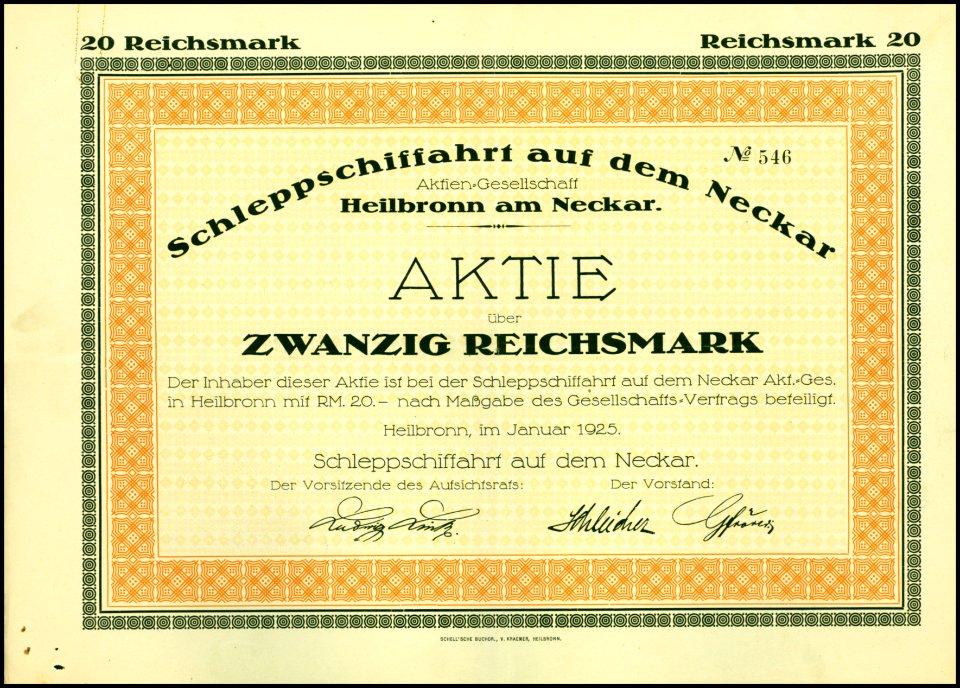 20 Reichsmark
Reichsmark 20
№ 546
Schleppschiffahrt auf dem Neckar
Aktien-Gesellschaft
Heilbronn am Neckar.
AKTIE
über
ZWANZIG REICHSMARK
Der Inhaber dieser Aktie ist bei der Schleppschiffahrt auf dem Neckar Akt.-Ges.
in Heilbronn mit RM. 20.– nach Maßgabe des Gesellschafts-Vertrags beteiligt.
Heilbronn, im Januar 1925.
Schleppschiffahrt auf dem Neckar.
Der Vorsitzende des Aufsichtsrats:
Der Vorstand:
Ludwig Link.
Schleicher
SCHELL'SCHE BUCHDR., V. KRAEMER, HEILBRONN.